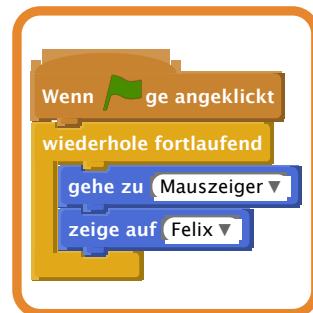 Wenn ge angeklickt
wiederhole fortlaufend
gehe zu Mauszeiger
zeige auf Felix